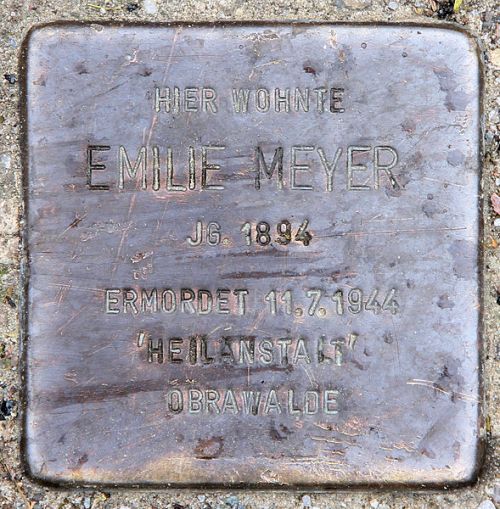 HIER WOHNTE
EMILIE MEYER
JG. 1894
ERMORDET 11.7.1944
'HEILANSTALT'
OBRAWALDE